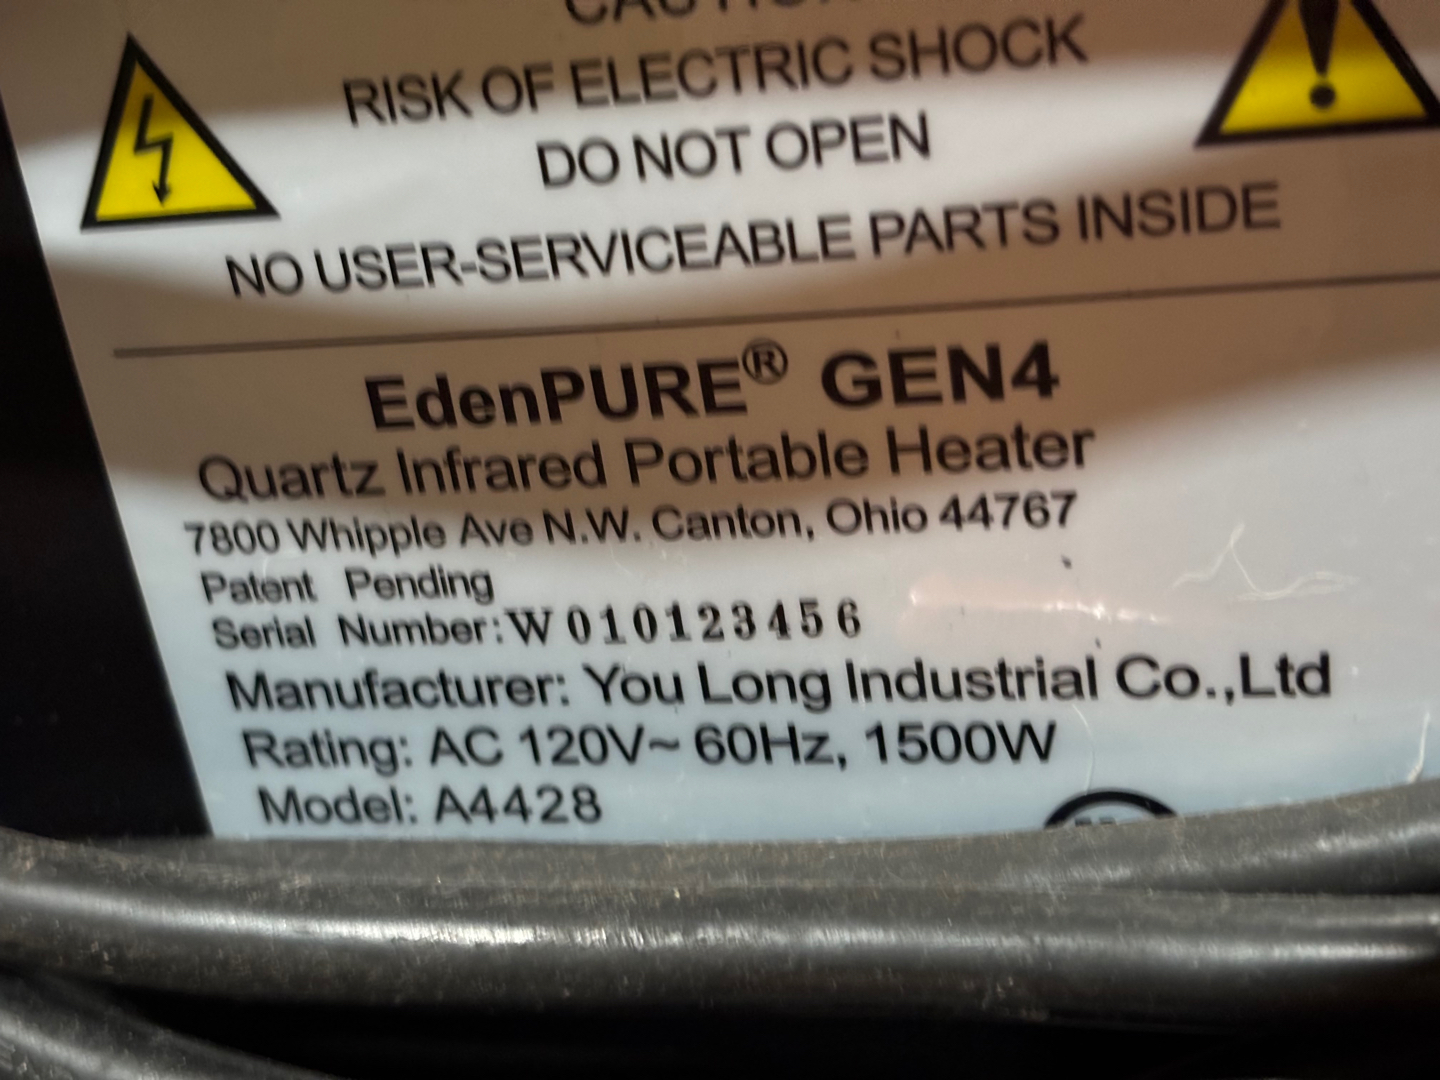 CAUTION
RISK OF ELECTRIC SHOCK
DO NOT OPEN
NO USER-SERVICEABLE PARTS INSIDE
EdenPURE® GEN4
Quartz Infrared Portable Heater
7800 Whipple Ave N.W. Canton, Ohio 44767
Patent Pending
Serial Number: W010123456
Manufacturer: You Long Industrial Co.,Ltd
Rating: AC 120V~ 60Hz, 1500W
Model: A4428